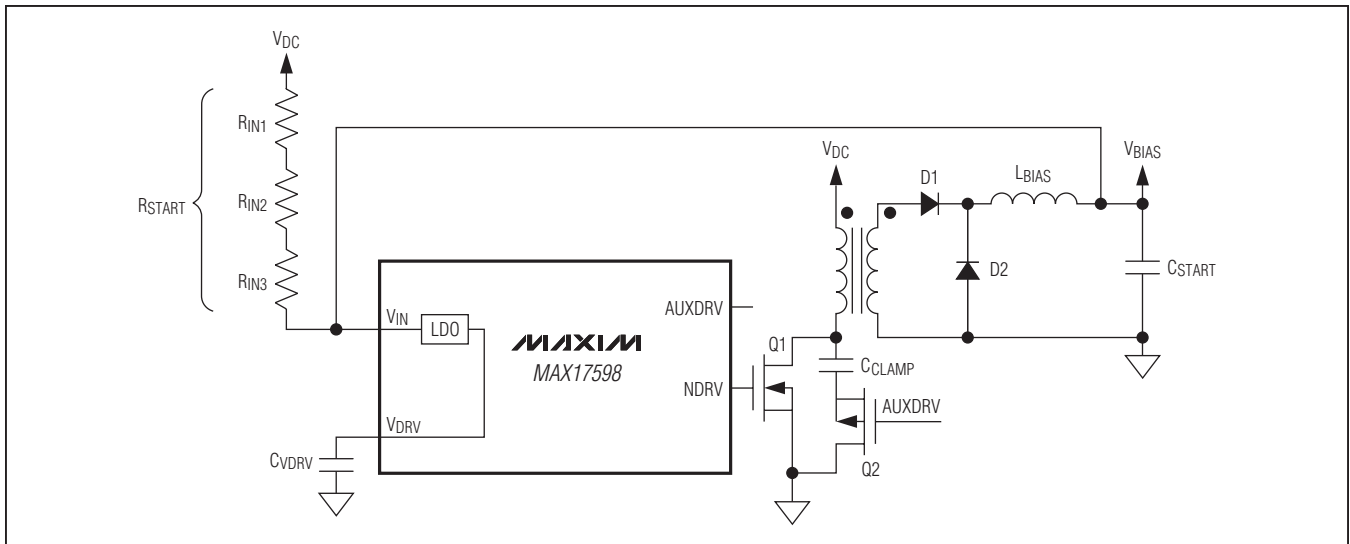 VDC
RIN1
RSTART
RIN2
RIN3
VDC
D1
LBIAS
VBIAS
D2
CSTART
VIN
LDO
AUXDRV
MAXIM
MAX17598
NDRV
Q1
CCLAMP
AUXDRV
Q2
VDRV
CVDRV